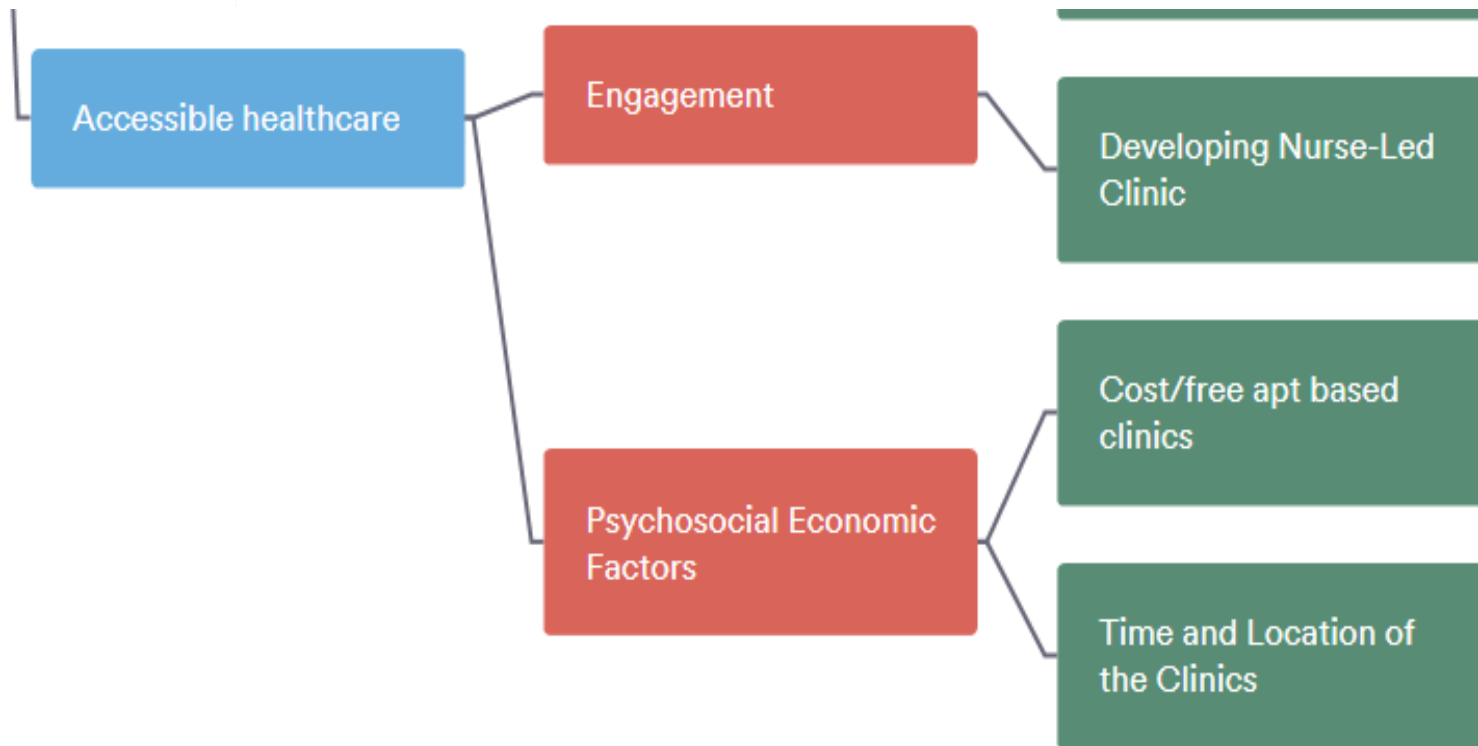 Accessible healthcare
Engagement
Developing Nurse-Led
Clinic
Cost/free apt based
clinics
Psychosocial Economic
Factors
Time and Location of
the Clinics